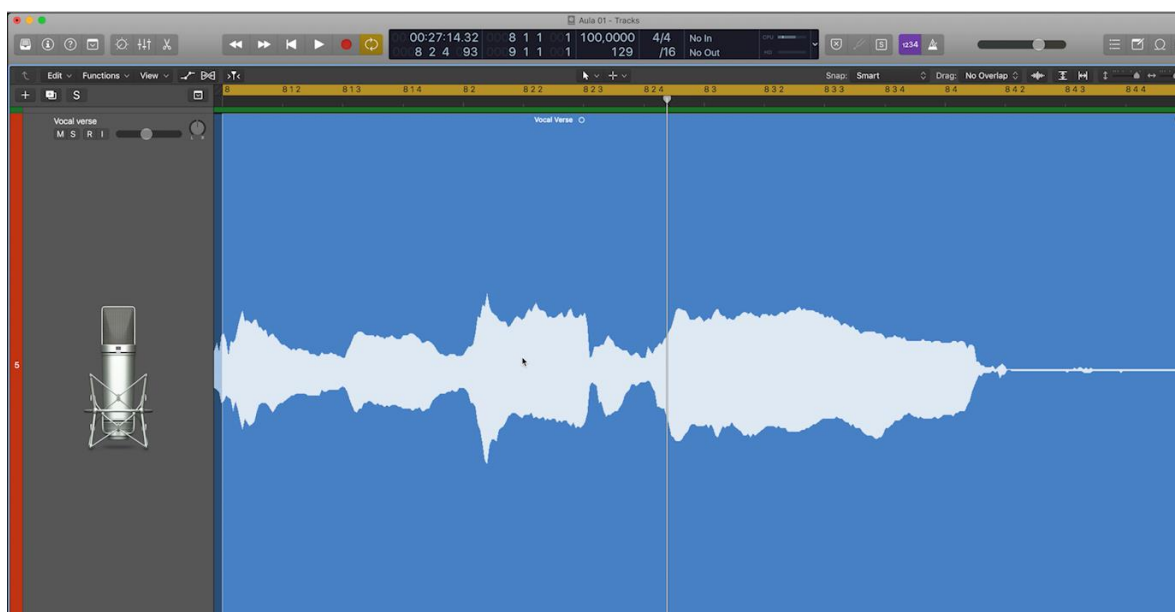 Aula 01 - Tracks
00:27:14.32 8 1 1 1 100,0000 4/4 No In CPU
8 2 4 93 9 1 1 1 129 /16 No Out HD
1234
S
Edit Functions View Snap: Smart Drag: No Overlap
S
8 8 1 2 8 1 3 8 1 4 8 2 8 2 2 8 2 3 8 2 4 8 3 8 3 2 8 3 3 8 3 4 8 4 8 4 2 8 4 3 8 4 4
Vocal verse
M S R I
L R
Vocal Verse
5